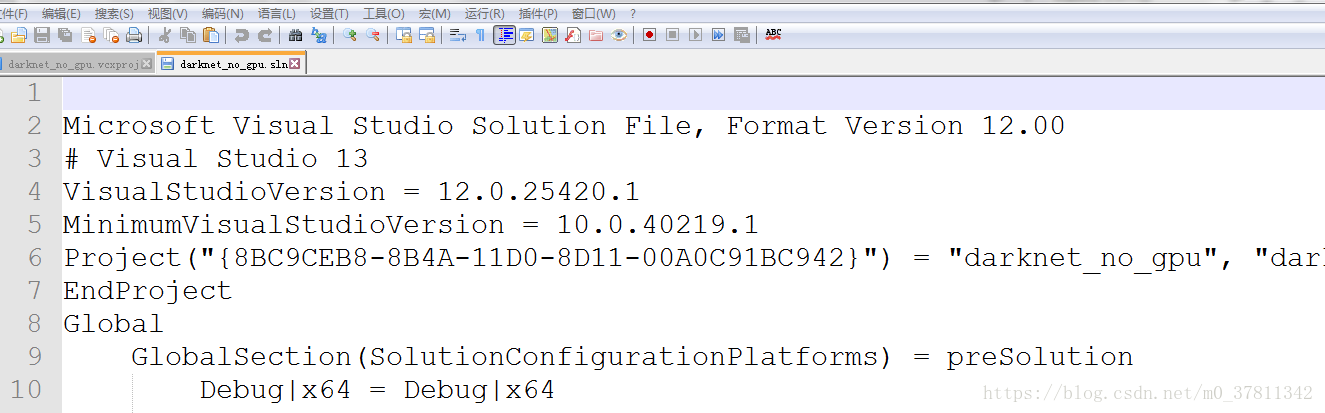 文件(F) 编辑(E) 搜索(S) 视图(V) 编码(N) 语言(L) 设置(T) 工具(O) 宏(M) 运行(R) 插件(P) 窗口(W) ?
ABC
darknet_no_gpu.vcxproj darknet_no_gpu.sln
1
2 Microsoft Visual Studio Solution File, Format Version 12.00
3 # Visual Studio 13
4 VisualStudioVersion = 12.0.25420.1
5 MinimumVisualStudioVersion = 10.0.40219.1
6 Project("{8BC9CEB8-8B4A-11D0-8D11-00A0C91BC942}") = "darknet_no_gpu", "dar
7 EndProject
8 Global
9 GlobalSection(SolutionConfigurationPlatforms) = preSolution
10 Debug|x64 = Debug|x64
https://blog.csdn.net/m0_37811342